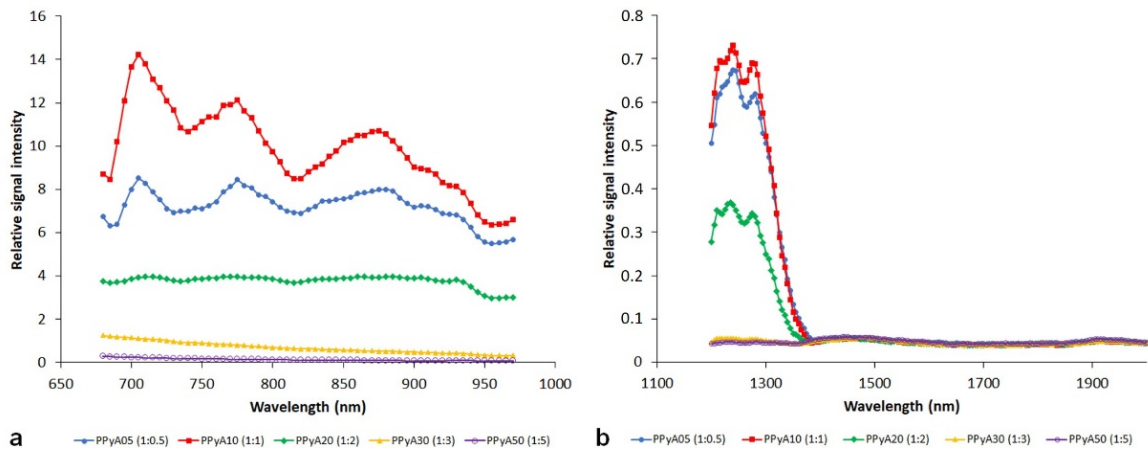 16
14
12
10
8
6
4
2
0
Relative signal intensity
650 700 750 800 850 900 950 1000
Wavelength (nm)
a
PPyA05 (1:0.5) PPyA10 (1:1) PPyA20 (1:2) PPyA30 (1:3) PPyA50 (1:5)
0.8
0.7
0.6
0.5
0.4
0.3
0.2
0.1
0
Relative signal intensity
1100 1300 1500 1700 1900
Wavelength (nm)
b
PPyA05 (1:0.5) PPyA10 (1:1) PPyA20 (1:2) PPyA30 (1:3) PPyA50 (1:5)